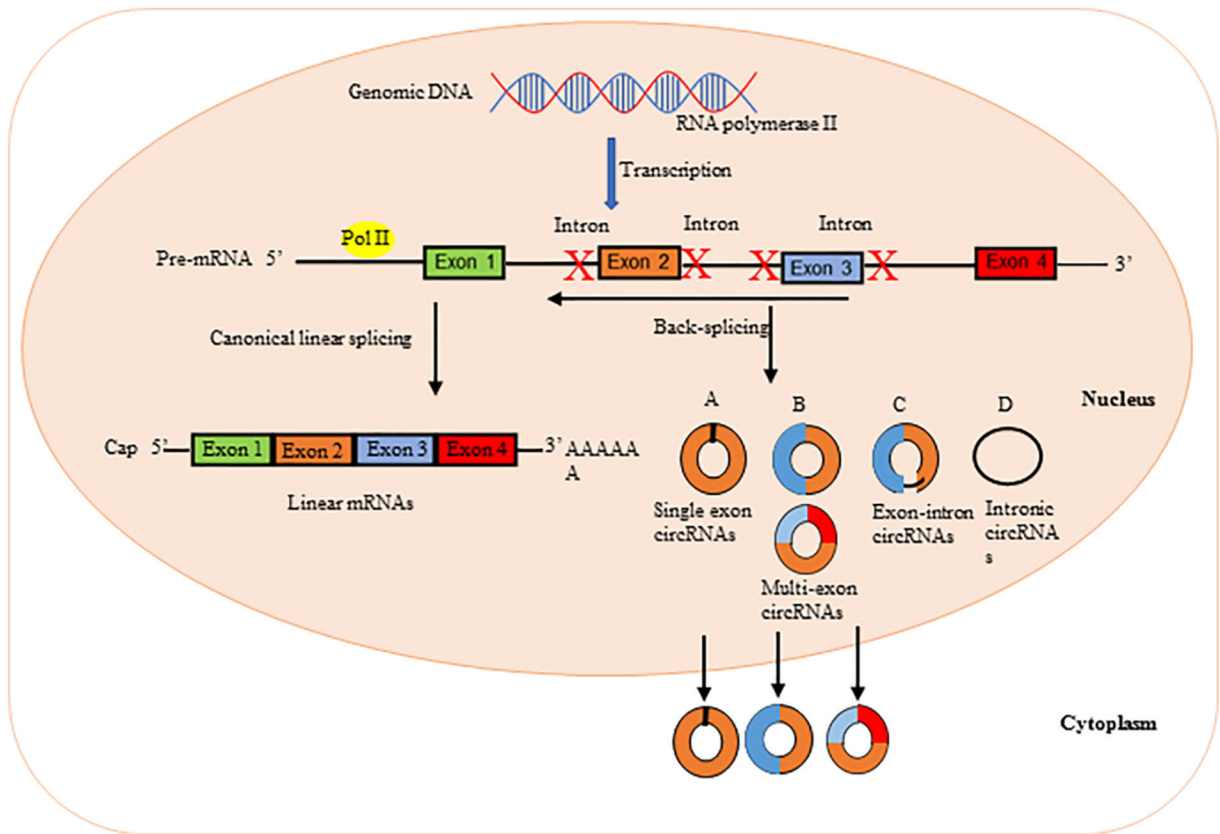 Genomic DNA
RNA polymerase II
Transcription
Intron
Intron
Intron
Pol II
Pre-mRNA 5’
Exon 1
X
Exon 2
X
X
Exon 3
X
Exon 4
3’
Canonical linear splicing
Back-splicing
Nucleus
A
B
C
D
Cap 5’
Exon 1
Exon 2
Exon 3
Exon 4
3’ AAAAA
A
Linear mRNAs
Single exon
circRNAs
Multi-exon
circRNAs
Exon-intron
circRNAs
Intronic
circRNA
s
Cytoplasm